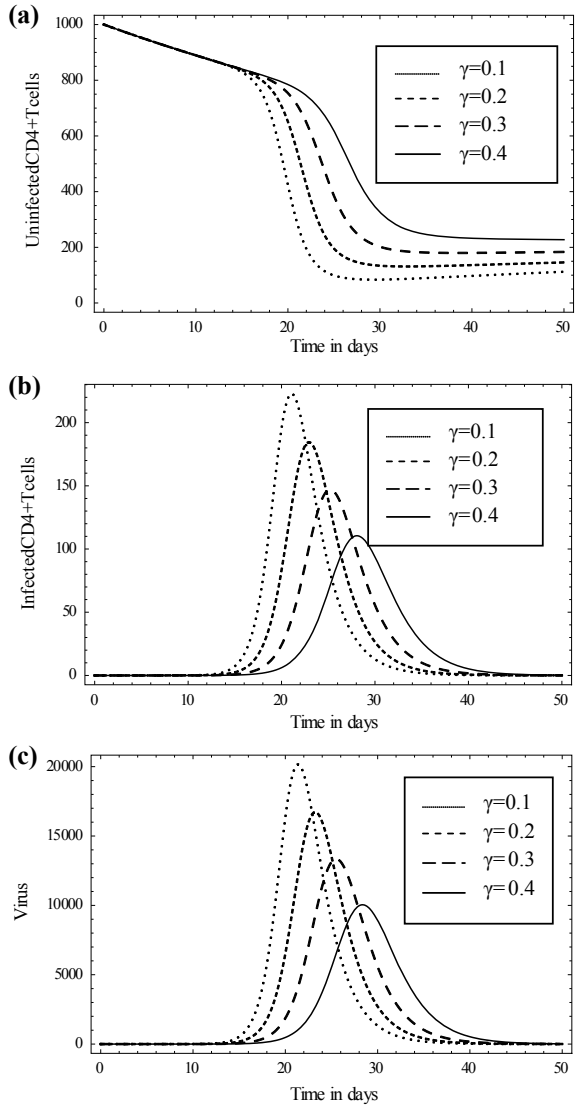 (a)
1000
800
600
400
200
0
UninfectedCD4+Tcells
γ=0.1
γ=0.2
γ=0.3
γ=0.4
0 10 20 30 40 50
Time in days
(b)
200
150
100
50
0
InfectedCD4+Tcells
γ=0.1
γ=0.2
γ=0.3
γ=0.4
0 10 20 30 40 50
Time in days
(c)
20000
15000
10000
5000
0
Virus
γ=0.1
γ=0.2
γ=0.3
γ=0.4
0 10 20 30 40 50
Time in days